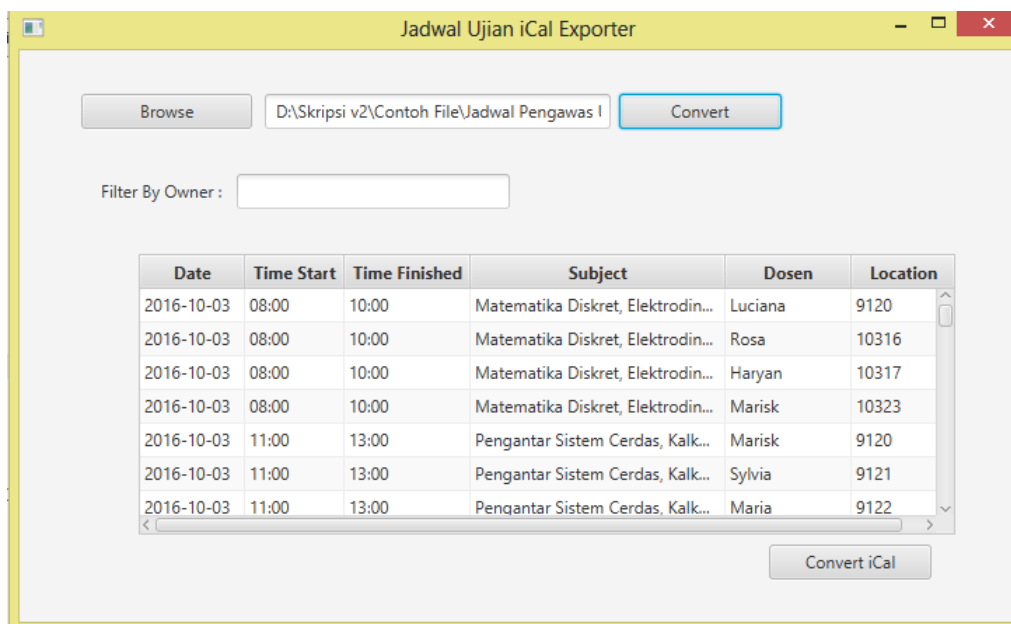 Jadwal Ujian iCal Exporter
Browse D:\Skripsi v2\Contoh File\Jadwal Pengawas Convert
Filter By Owner :
Date Time Start Time Finished Subject Dosen Location
2016-10-03 08:00 10:00 Matematika Diskret, Elektrodin... Luciana 9120
2016-10-03 08:00 10:00 Matematika Diskret, Elektrodin... Rosa 10316
2016-10-03 08:00 10:00 Matematika Diskret, Elektrodin... Haryan 10317
2016-10-03 08:00 10:00 Matematika Diskret, Elektrodin... Marisk 10323
2016-10-03 11:00 13:00 Pengantar Sistem Cerdas, Kalk... Marisk 9120
2016-10-03 11:00 13:00 Pengantar Sistem Cerdas, Kalk... Sylvia 9121
2016-10-03 11:00 13:00 Pengantar Sistem Cerdas, Kalk... Maria 9122
Convert iCal